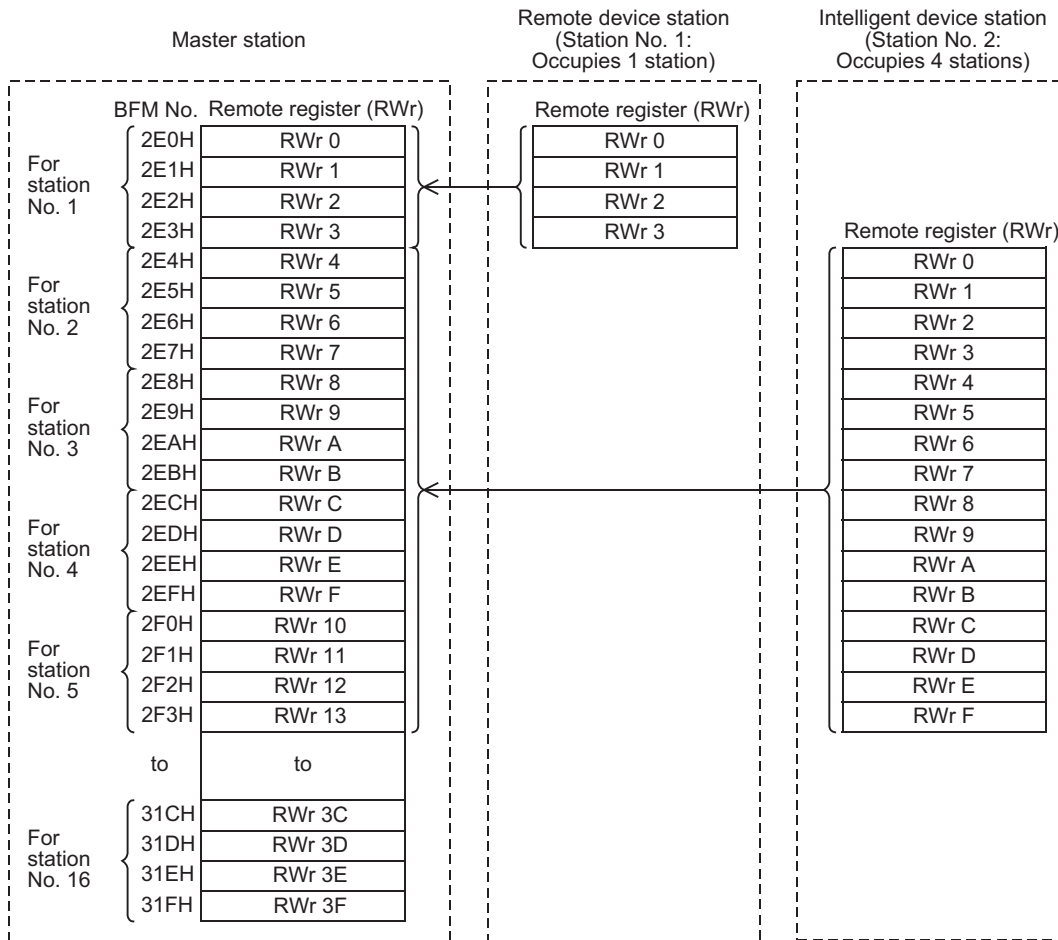 Master station
Remote device station
(Station No. 1:
Occupies 1 station)
Intelligent device station
(Station No. 2:
Occupies 4 stations)
BFM No. Remote register (RWr)
For
station
No. 1
2E0H RWr 0
2E1H RWr 1
2E2H RWr 2
2E3H RWr 3
For
station
No. 2
2E4H RWr 4
2E5H RWr 5
2E6H RWr 6
2E7H RWr 7
For
station
No. 3
2E8H RWr 8
2E9H RWr 9
2EAH RWr A
2EBH RWr B
For
station
No. 4
2ECH RWr C
2EDH RWr D
2EEH RWr E
2EFH RWr F
For
station
No. 5
2F0H RWr 10
2F1H RWr 11
2F2H RWr 12
2F3H RWr 13
to to
For
station
No. 16
31CH RWr 3C
31DH RWr 3D
31EH RWr 3E
31FH RWr 3F
Remote register (RWr)
RWr 0
RWr 1
RWr 2
RWr 3
Remote register (RWr)
RWr 0
RWr 1
RWr 2
RWr 3
RWr 4
RWr 5
RWr 6
RWr 7
RWr 8
RWr 9
RWr A
RWr B
RWr C
RWr D
RWr E
RWr F